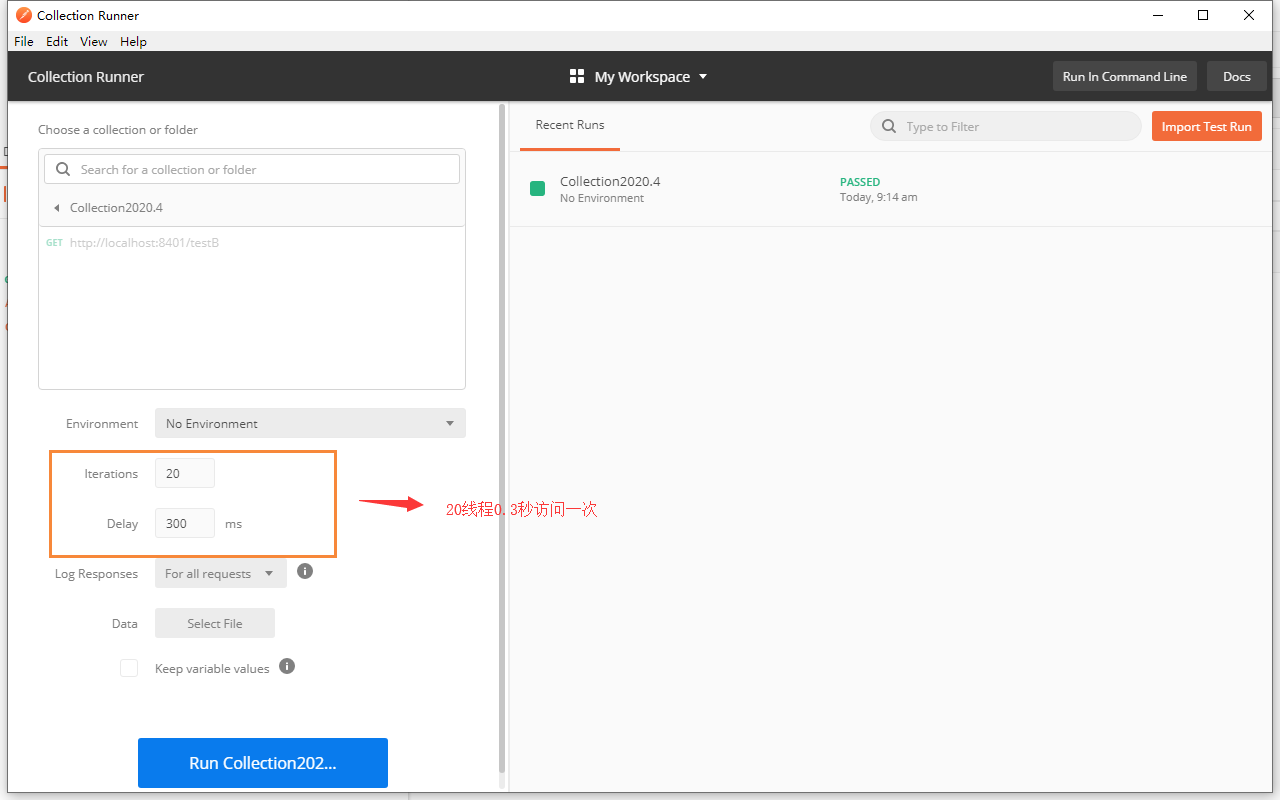 Collection Runner
File Edit View Help
Collection Runner
My Workspace
Run In Command Line
Docs
Choose a collection or folder
Search for a collection or folder
Collection2020.4
GET http://localhost:8401/testB
Environment No Environment
Iterations 20
Delay 300 ms
20线程0.3秒访问一次
Log Responses For all requests
Data Select File
Keep variable values
Run Collection202...
Recent Runs
Type to Filter
Import Test Run
Collection2020.4
No Environment
PASSED
Today, 9:14 am